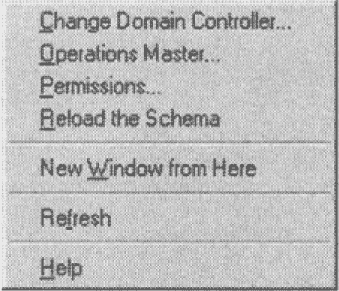 Change Domain Controller...
Operations Master...
Permissions...
Reload the Schema
New Window from Here
Refresh
Help